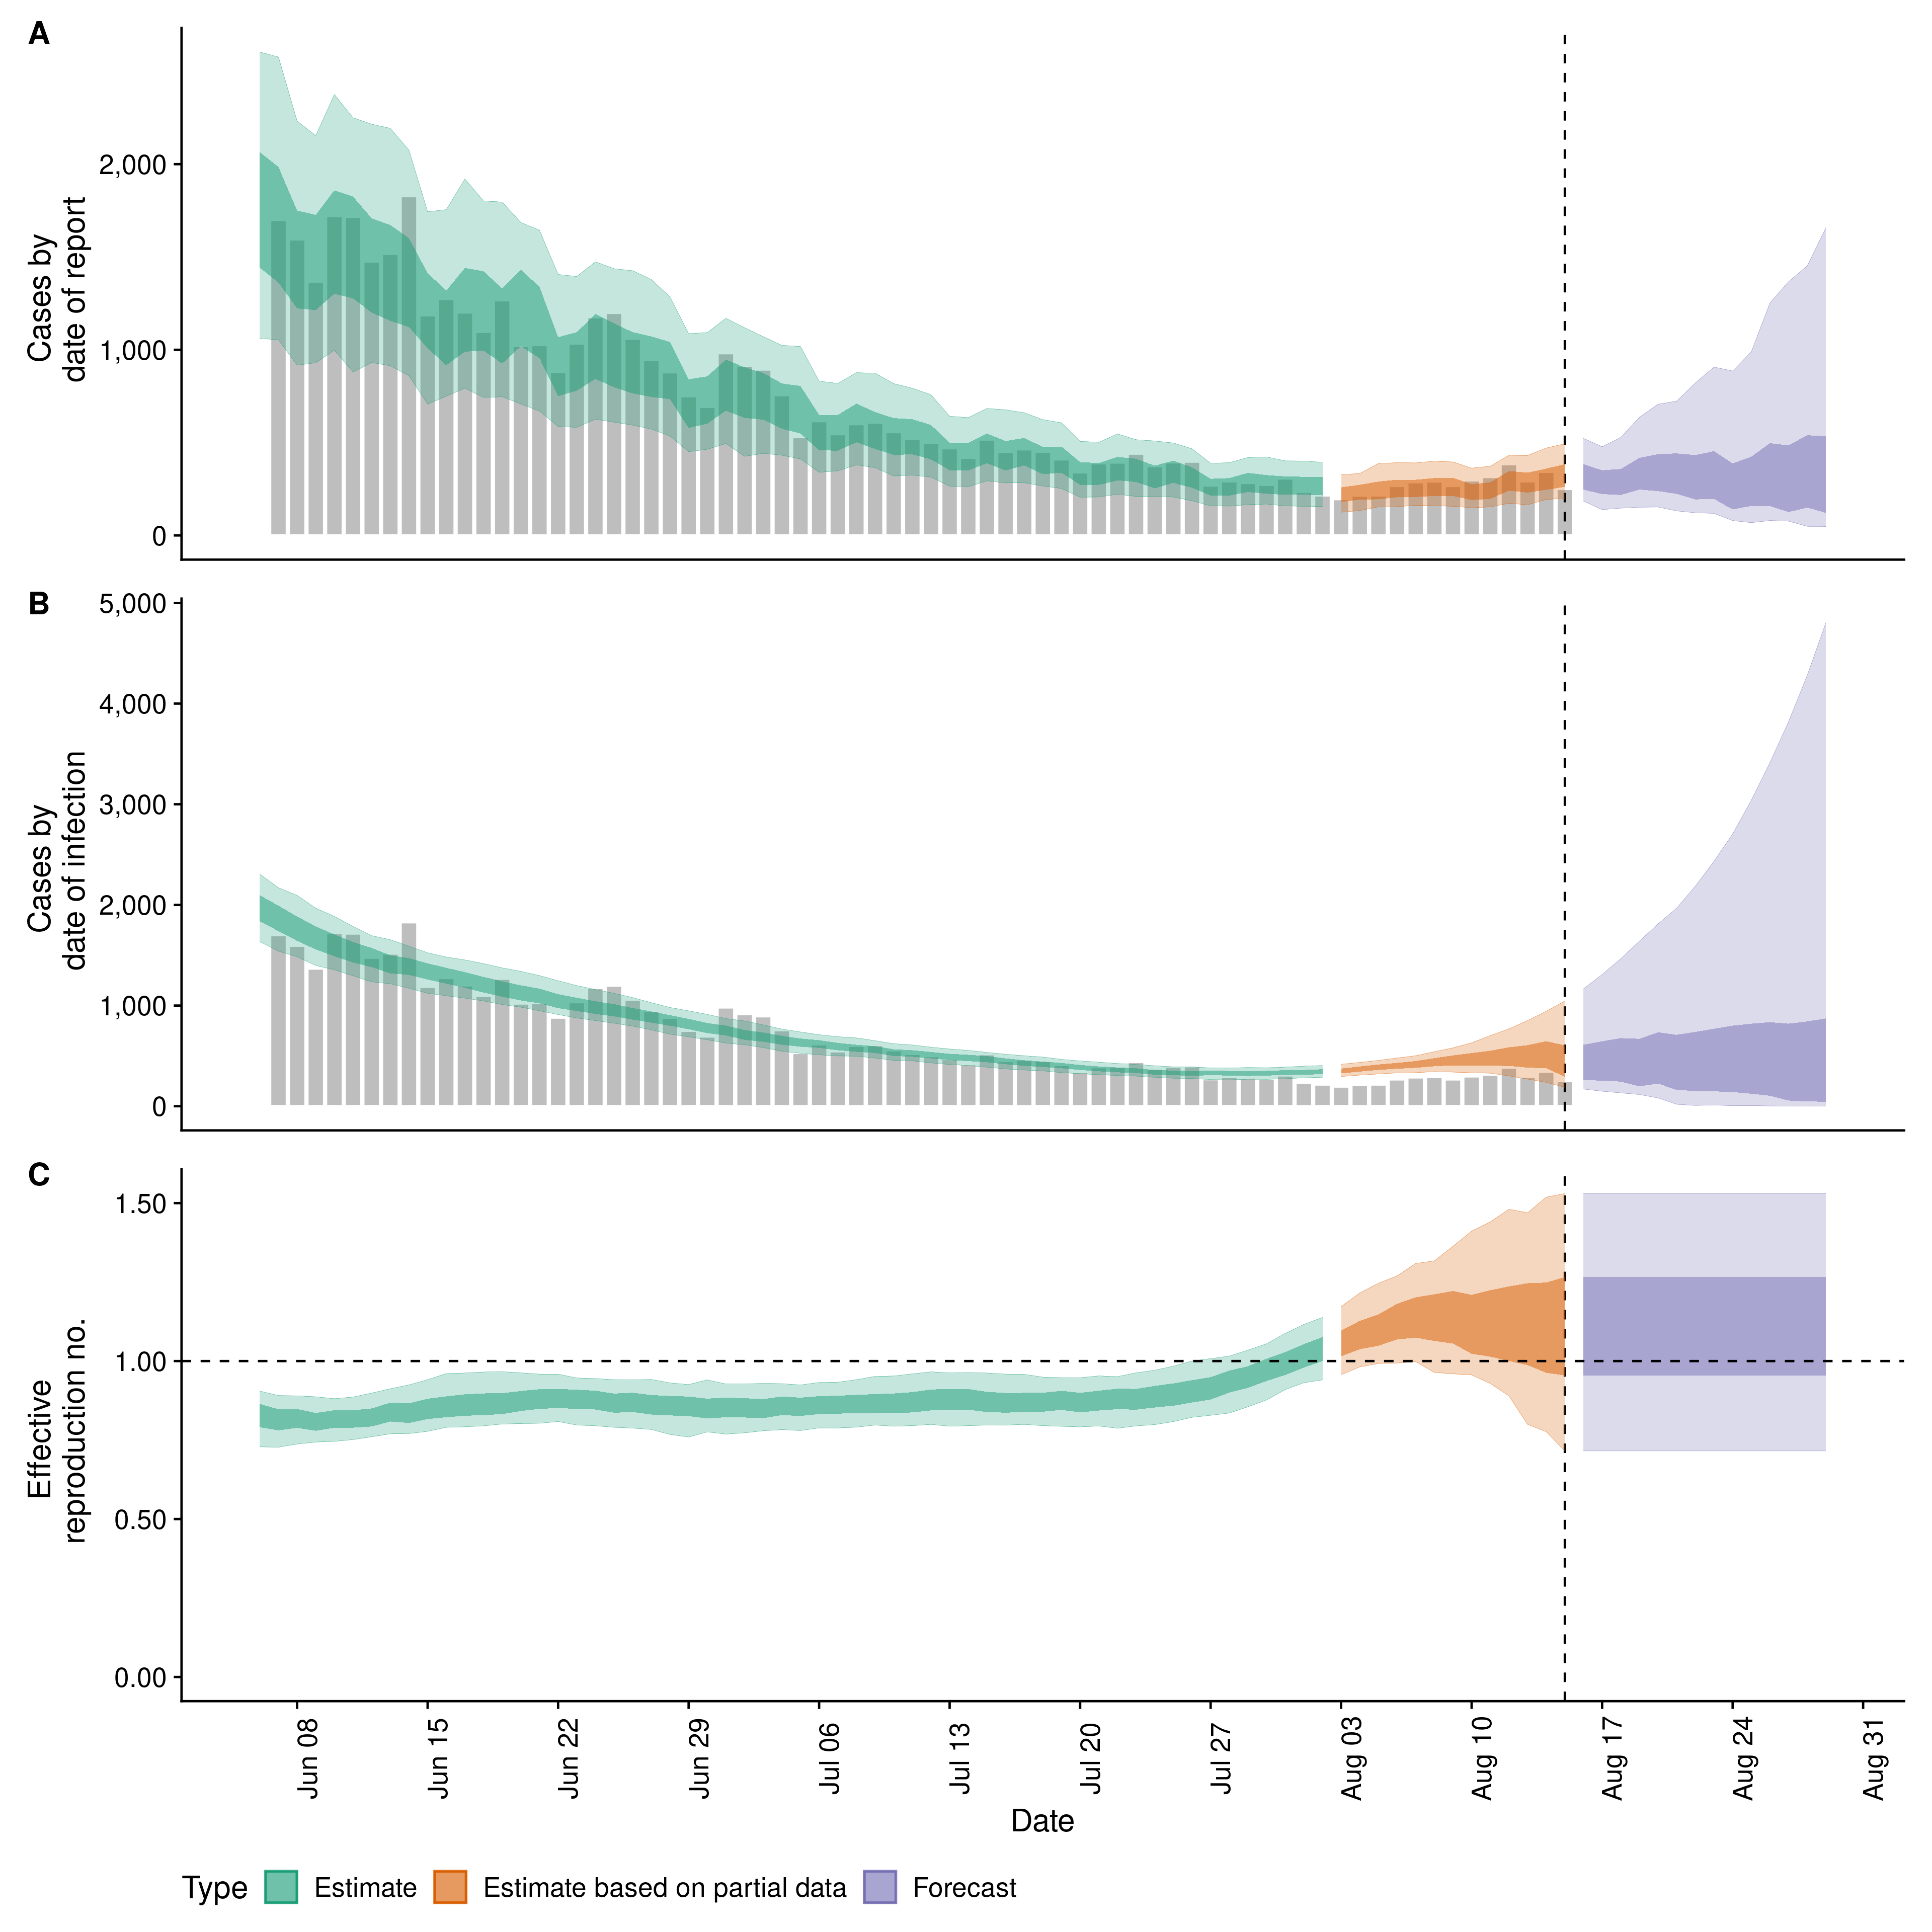 A
Cases by
date of report
2,000
1,000
0
B
Cases by
date of infection
5,000
4,000
3,000
2,000
1,000
0
C
Effective
reproduction no.
1.50
1.00
0.50
0.00
Jun 08
Jun 15
Jun 22
Jun 29
Jul 06
Jul 13
Jul 20
Jul 27
Aug 03
Aug 10
Aug 17
Aug 24
Aug 31
Date
Type Estimate Estimate based on partial data Forecast